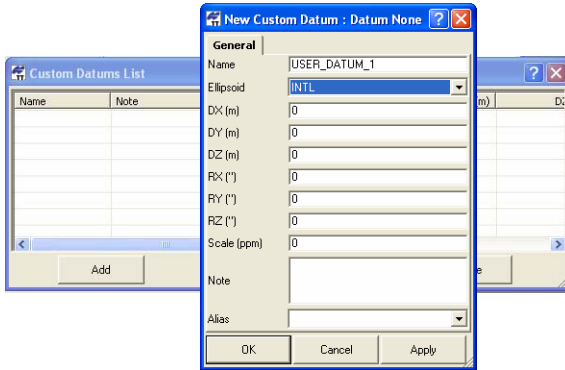 New Custom Datum : Datum None
General
Name USER_DATUM_1
Ellipsoid INTL
DX (m) 0
DY (m) 0
DZ (m) 0
RX (") 0
RY (") 0
RZ (") 0
Scale (ppm) 0
Note
Alias
OK Cancel Apply
Custom Datums List
Name Note
Add